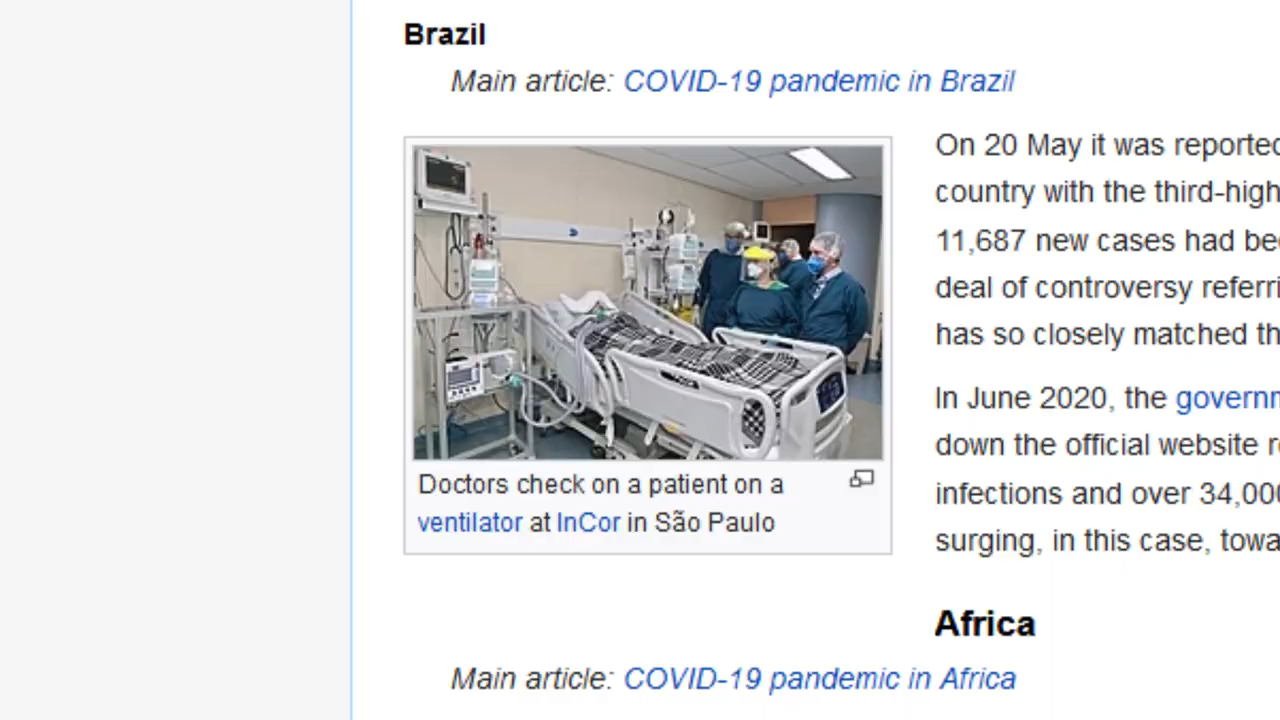 Brazil
Main article: COVID-19 pandemic in Brazil
On 20 May it was reported
country with the third-high
11,687 new cases had bee
deal of controversy referri
has so closely matched th
In June 2020, the governm
down the official website r
infections and over 34,000
surging, in this case, towa
Doctors check on a patient on a
ventilator at InCor in São Paulo
Africa
Main article: COVID-19 pandemic in Africa